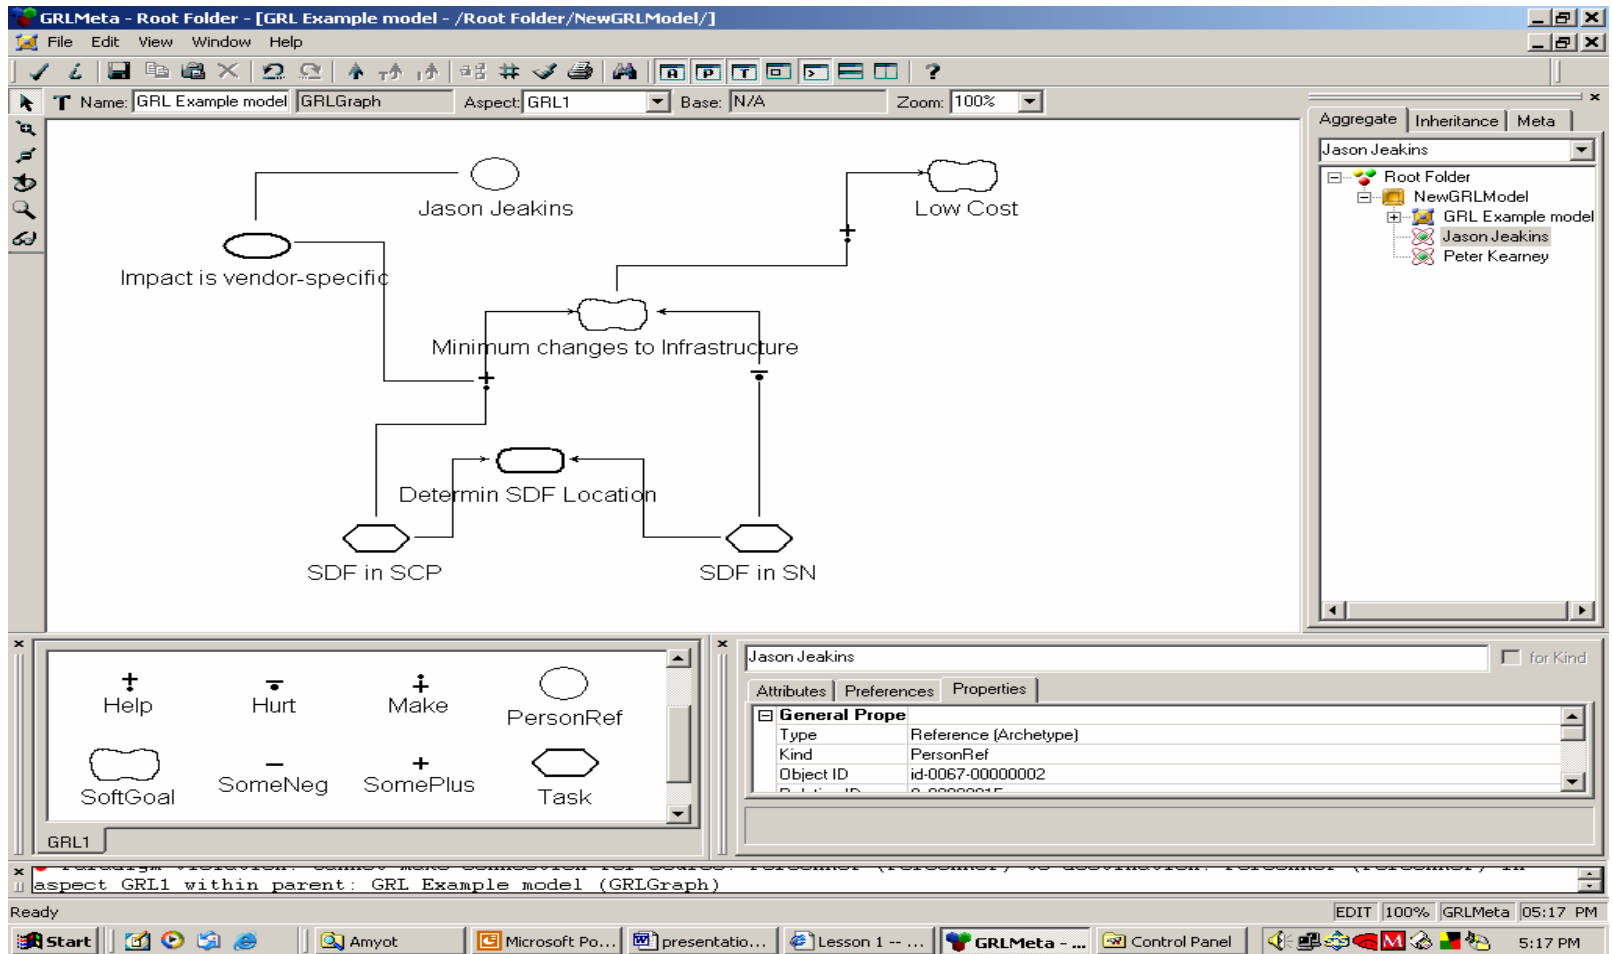 GRLMeta - Root Folder - [GRL Example model - /Root Folder/NewGRLModel/]
File Edit View Window Help
Name: GRL Example model GRLGraph Aspect: GRL1 Base: N/A Zoom: 100%
Jason Jeakins
Low Cost
Impact is vendor-specific
Minimum changes to Infrastructure
Determin SDF Location
SDF in SCP
SDF in SN
Aggregate Inheritance Meta
Jason Jeakins
Root Folder
NewGRLModel
GRL Example model
Jason Jeakins
Peter Kearney
Help Hurt Make PersonRef
SoftGoal SomeNeg SomePlus Task
GRL1
Jason Jeakins for Kind
Attributes Preferences Properties
General Prope
Type Reference (Archetype)
Kind PersonRef
Object ID id-0067-00000002
aspect GRL1 within parent: GRL Example model (GRLGraph)
Ready EDIT 100% GRLMeta 05:17 PM
Start Amyot Microsoft Po... presentatio... Lesson 1 -- ... GRLMeta - ... Control Panel 5:17 PM